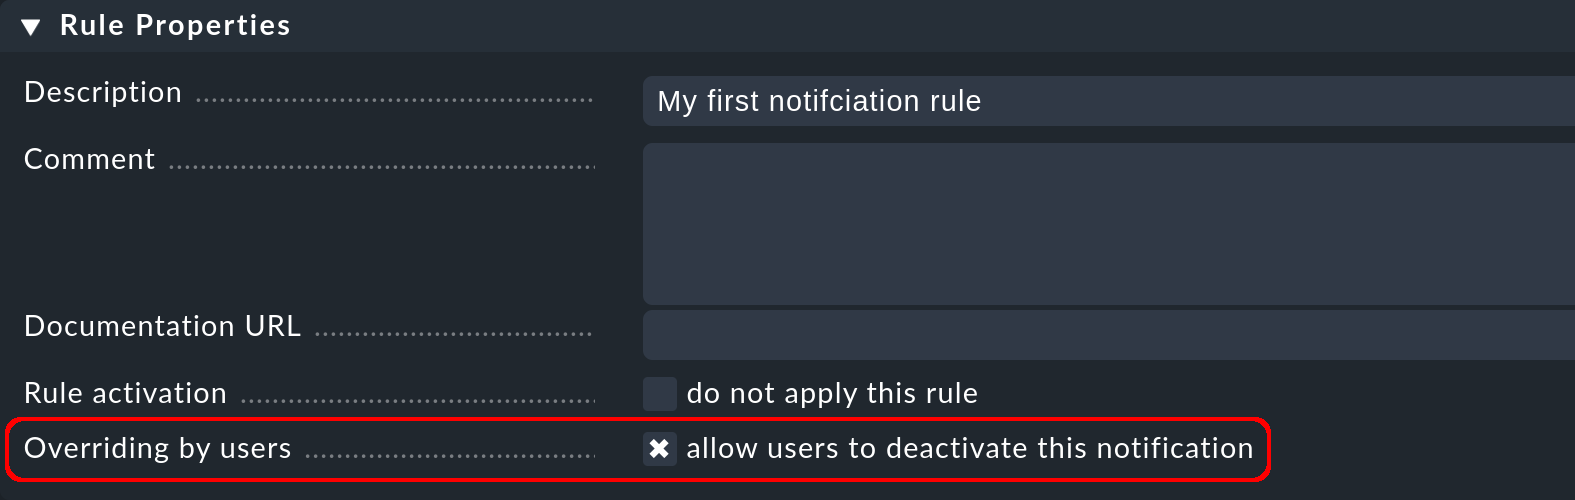 Rule Properties
Description
My first notifciation rule
Comment
Documentation URL
Rule activation
do not apply this rule
Overriding by users
allow users to deactivate this notification